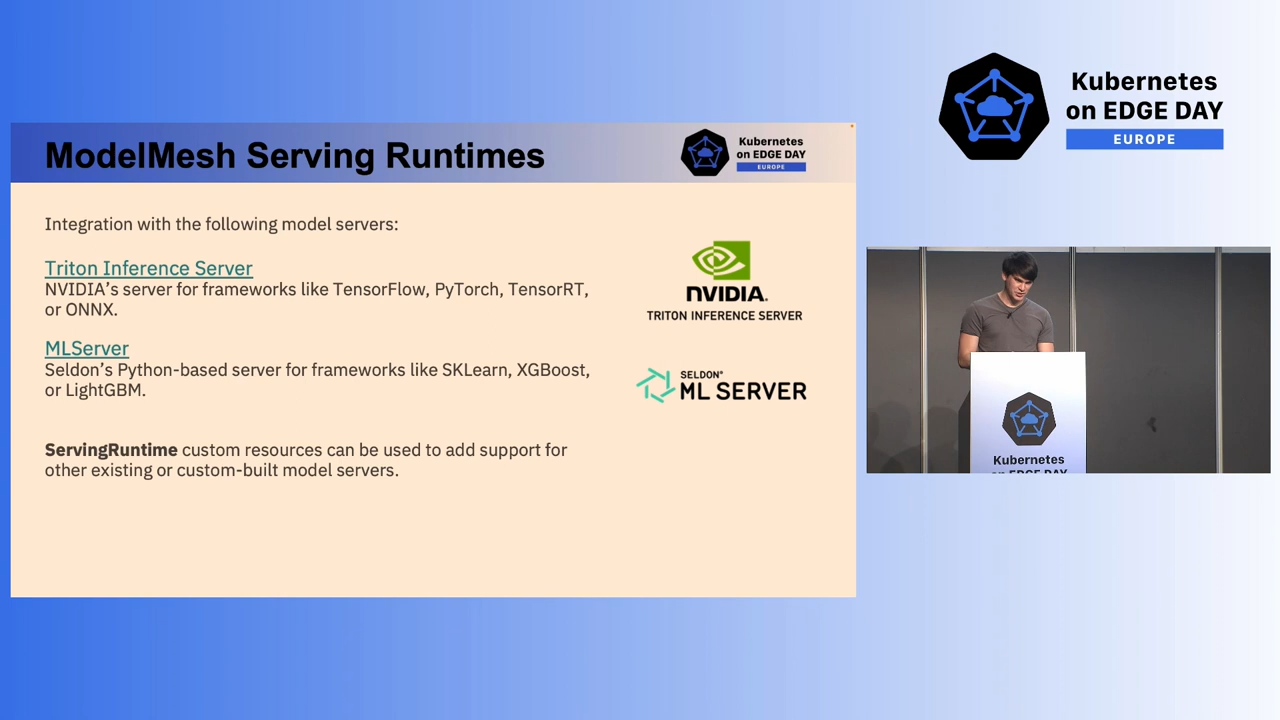 ModelMesh Serving Runtimes
Kubernetes
on EDGE DAY
EUROPE
Integration with the following model servers:
Triton Inference Server
NVIDIA's server for frameworks like TensorFlow, PyTorch, TensorRT,
or ONNX.
MLServer
Seldon's Python-based server for frameworks like SKLearn, XGBoost,
or LightGBM.
ServingRuntime custom resources can be used to add support for
other existing or custom-built model servers.
NVIDIA.
TRITON INFERENCE SERVER
SELDON
ML SERVER
Kubernetes
on EDGE DAY
EUROPE
Kubernetes
on EDGE DAY